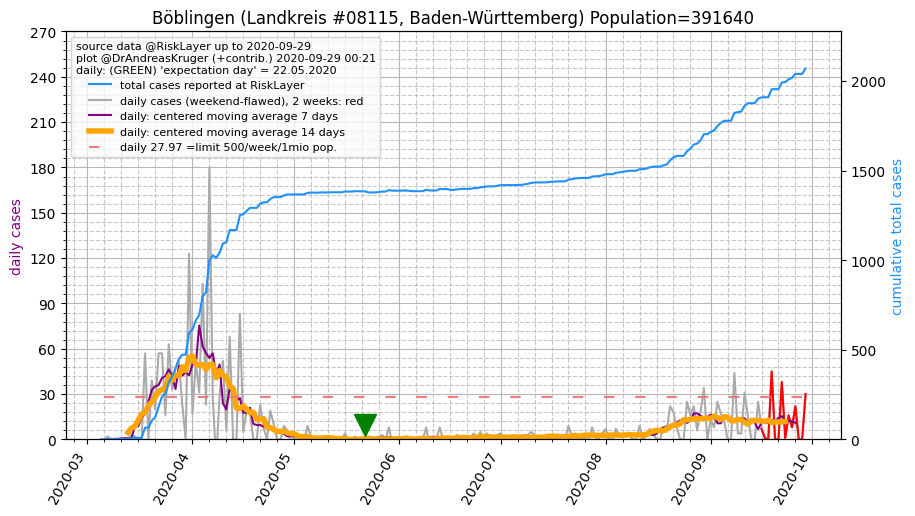 Böblingen (Landkreis #08115, Baden-Württemberg) Population=391640
source data @RiskLayer up to 2020-09-29
plot @DrAndreasKruger (+contrib.) 2020-09-29 00:21
daily: (GREEN) 'expectation day' = 22.05.2020
total cases reported at RiskLayer
daily cases (weekend-flawed), 2 weeks: red
daily: centered moving average 7 days
daily: centered moving average 14 days
daily 27.97 =limit 500/week/1mio pop.
daily cases
270
240
210
180
150
120
90
60
30
0
cumulative total cases
2000
1500
1000
500
0
2020-03
2020-04
2020-05
2020-06
2020-07
2020-08
2020-09
2020-10